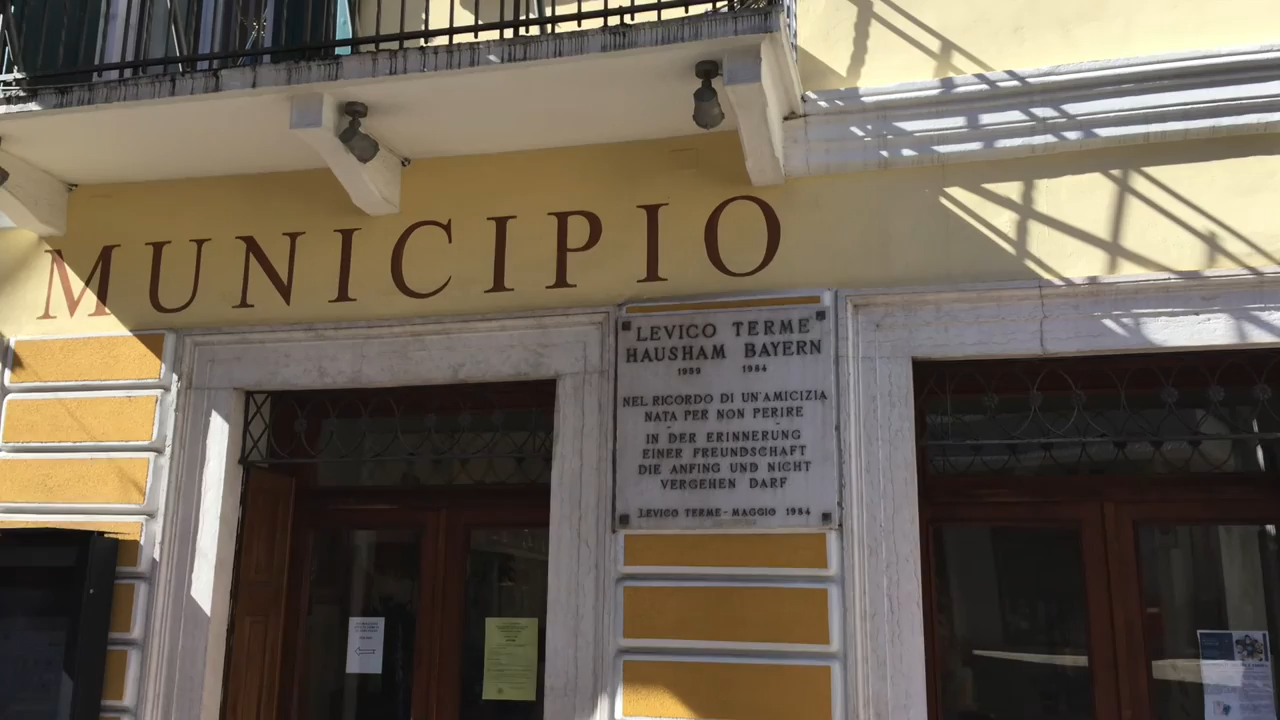 MUNICIPIO
LEVICO TERME
HAUSHAM BAYERN
1959 1984
NEL RICORDO DI UN'AMICIZIA
NATA PER NON PERIRE
IN DER ERINNERUNG
EINER FREUNDSCHAFT
DIE ANFING UND NICHT
VERGEHEN DARF
LEVICO TERME - MAGGIO 1984